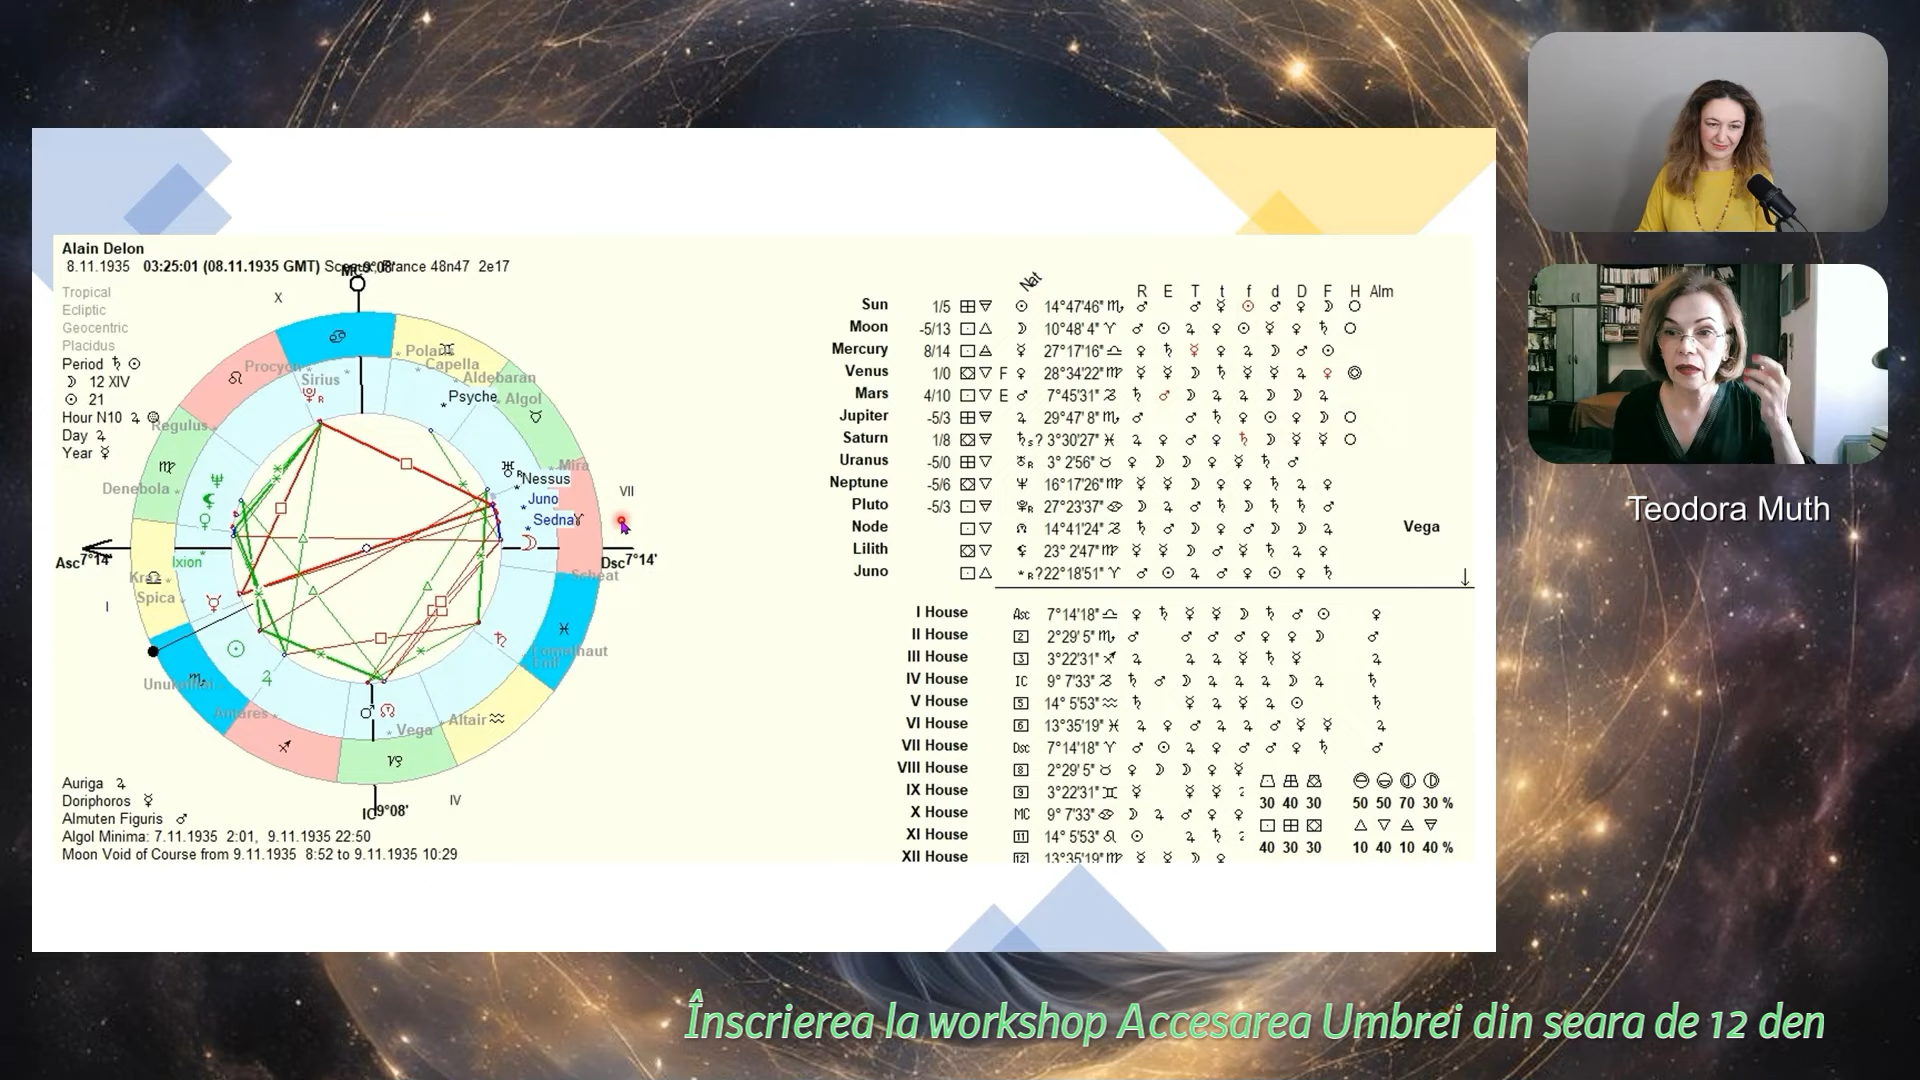 Alain Delon
8.11.1935 03:25:01 (08.11.1935 GMT) France 48n47 2e17
Tropical
Ecliptic
Geocentric
Placidus
Period ♄ ☉
☽ 12 XIV
☉ 21
Hour N10 ♃
Day ♃
Year ☿
X
Procyon
Sirius
Polaris
Capella
Aldebaran
Psyche
Algol
Regulus
Mira
Nessus
Denebola
Juno
VII
Sedna
Asc 7°14'
Dsc 7°14'
Ixion
Scheat
Spica
I
Antares
Vega
Altair
IV
IC 9°08'
Auriga ♃
Doriphoros ☿
Almuten Figuris ♂
Algol Minima: 7.11.1935 2:01, 9.11.1935 22:50
Moon Void of Course from 9.11.1935 8:52 to 9.11.1935 10:29
Nat
R E T t f d D F H Alm
Sun 1/5 ☉ 14°47'46" ♏
Moon -5/13 ☽ 10°48' 4" ♈
Mercury 8/14 ☿ 27°17'16" ♎
Venus 1/0 F ♀ 28°34'22" ♍
Mars 4/10 E ♂ 7°45'31" ♑
Jupiter -5/3 ♃ 29°47' 8" ♏
Saturn 1/8 ♄s? 3°30'27" ♓
Uranus -5/0 ♅R 3° 2'56" ♉
Neptune -5/6 ♆ 16°17'26" ♍
Pluto -5/3 R 27°23'37" ♋
Node ☊ 14°41'24" ♑ Vega
Lilith 23° 2'47" ♍
Juno *R? 22°18'51" ♈
I House Asc 7°14'18" ♎
II House 2 2°29' 5" ♏
III House 3 3°22'31" ♐
IV House IC 9° 7'33" ♑
V House 5 14° 5'53" ♒
VI House 6 13°35'19" ♓
VII House Dsc 7°14'18" ♈
VIII House 8 2°29' 5" ♉
IX House 9 3°22'31" ♊
X House MC 9° 7'33" ♋
XI House 11 14° 5'53" ♌
XII House 12 13°35'19" ♍
30 40 30 50 50 70 30 %
40 30 30 10 40 10 40 %
Teodora Muth
Înscrierea la workshop Accesarea Umbrei din seara de 12 den